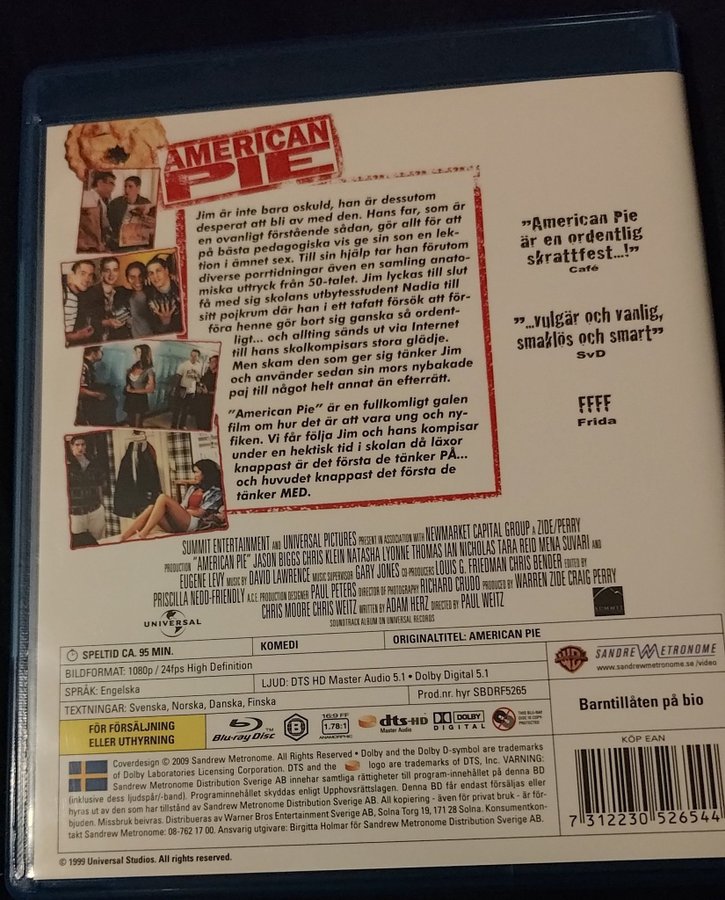 AMERICAN
PIE
Jim är inte bara oskuld, han är dessutom
desperat att bli av med den. Hans far, som är
en ovanligt förstående sådan, gör allt för att
på bästa pedagogiska vis ge sin son en lek-
tion i ämnet sex. Till sin hjälp tar han förutom
diverse porrtidningar även en samling anato-
miska uttryck från 50-talet. Jim lyckas till slut
få med sig skolans utbytesstudent Nadia till
sitt pojkrum där han i ett tafatt försök att för-
föra henne gör bort sig ganska så ordent-
ligt... och allting sänds ut via Internet
till hans skolkompisars stora glädje.
Men skam den som ger sig tänker Jim
och använder sedan sin mors nybakade
paj till något helt annat än efterrätt.
"American Pie" är en fullkomligt galen
film om hur det är att vara ung och ny-
fiken. Vi får följa Jim och hans kompisar
under en hektisk tid i skolan då läxor
knappast är det första de tänker PÅ...
och huvudet knappast det första de
tänker MED.
"American Pie
är en ordentlig
skrattfest...!"
Café
"...vulgär och vanlig,
smaklös och smart"
SvD
FFFF
Frida
SUMMIT ENTERTAINMENT AND UNIVERSAL PICTURES PRESENT IN ASSOCIATION WITH NEWMARKET CAPITAL GROUP A ZIDE/PERRY
PRODUCTION "AMERICAN PIE" JASON BIGGS CHRIS KLEIN NATASHA LYONNE THOMAS IAN NICHOLAS TARA REID MENA SUVARI AND
EUGENE LEVY MUSIC BY DAVID LAWRENCE MUSIC SUPERVISOR GARY JONES CO-PRODUCERS LOUIS G. FRIEDMAN CHRIS BENDER EDITED BY
PRISCILLA NEDD-FRIENDLY A.C.E. PRODUCTION DESIGNER PAUL PETERS DIRECTOR OF PHOTOGRAPHY RICHARD CRUDO PRODUCED BY WARREN ZIDE CRAIG PERRY
CHRIS MOORE CHRIS WEITZ WRITTEN BY ADAM HERZ DIRECTED BY PAUL WEITZ
SOUNDTRACK ALBUM ON UNIVERSAL RECORDS
UNIVERSAL
SUMMIT
SPELTID CA. 95 MIN.
KOMEDI
ORIGINALTITEL: AMERICAN PIE
BILDFORMAT: 1080p / 24fps High Definition
SPRÅK: Engelska
LJUD: DTS HD Master Audio 5.1 • Dolby Digital 5.1
TEXTNINGAR: Svenska, Norska, Danska, Finska
Prod.nr. hyr SBDRF5265
WB
SANDREW METRONOME
www.sandrewmetronome.se/video
Barntillåten på bio
FÖR FÖRSÄLJNING
ELLER UTHYRNING
Blu-ray Disc
B
16:9 FF
1.78:1
ANAMORPHIC
dts-HD
Master Audio
DOLBY
DIGITAL
THIS BLU-RAY
DISC IS COPY
PROTECTED
KÖP EAN
7 312230 526544
Coverdesign © 2009 Sandrew Metronome. All Rights Reserved • Dolby and the Dolby D-symbol are trademarks
of Dolby Laboratories Licensing Corporation. DTS and the logo are trademarks of DTS, Inc. VARNING:
Sandrew Metronome Distribution Sverige AB innehar samtliga rättigheter till program-innehållet på denna BD
(inklusive dess ljudspår/-band). Programinnehållet skyddas enligt Upphovsrättslagen. Denna BD får endast försäljas eller
hyras ut av den som har tillstånd av Sandrew Metronome Distribution Sverige AB. All kopiering - även för privat bruk - är för-
bjuden. Missbruk beivras. Distribueras av Warner Bros Entertainment Sverige AB, Solna Torg 19, 171 28 Solna. Konsumentkon-
takt Sandrew Metronome: 08-762 17 00. Ansvarig utgivare: Birgitta Holmar för Sandrew Metronome Distribution Sverige AB.
© 1999 Universal Studios. All rights reserved.